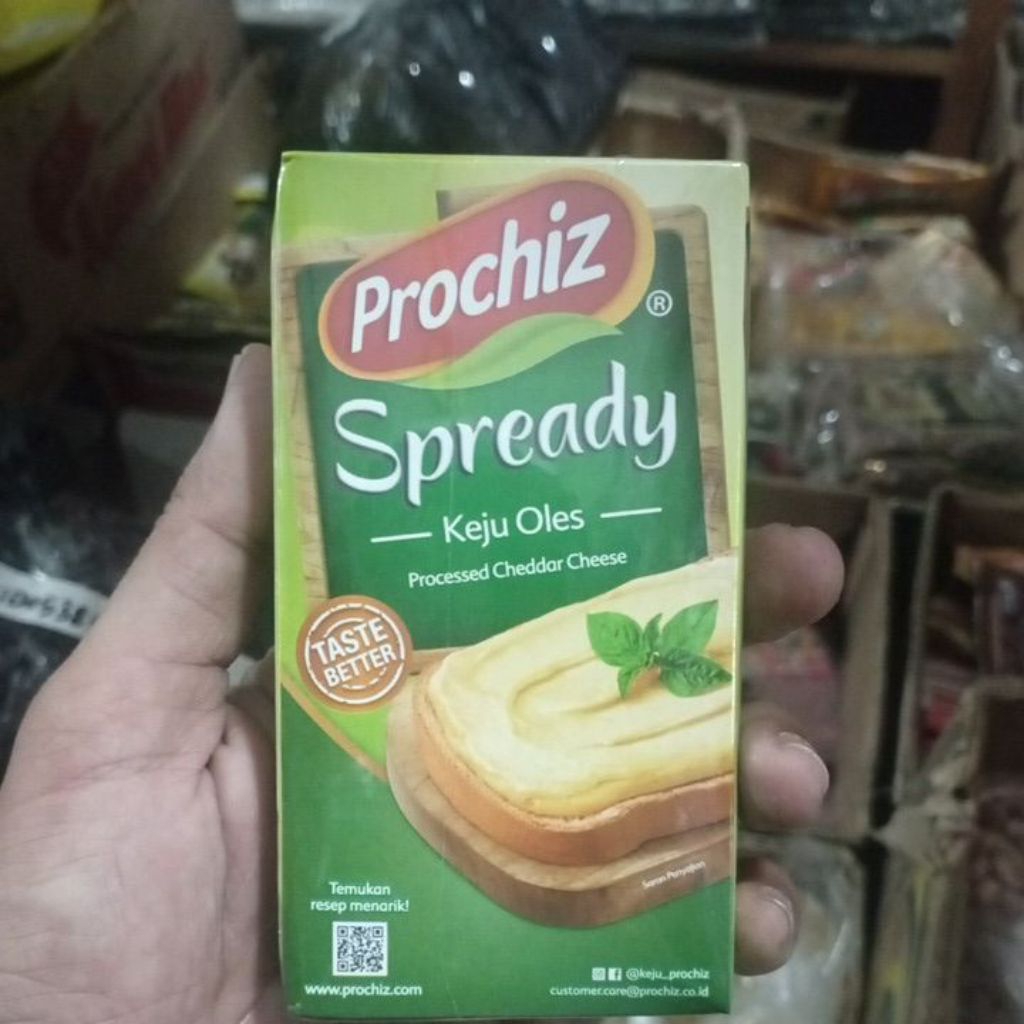 Prochiz
®
Spready
Keju Oles
Processed Cheddar Cheese
TASTE
BETTER
Saran Penyajian
Temukan
resep menarik!
www.prochiz.com
@keju_prochiz
customer.care@prochiz.co.id